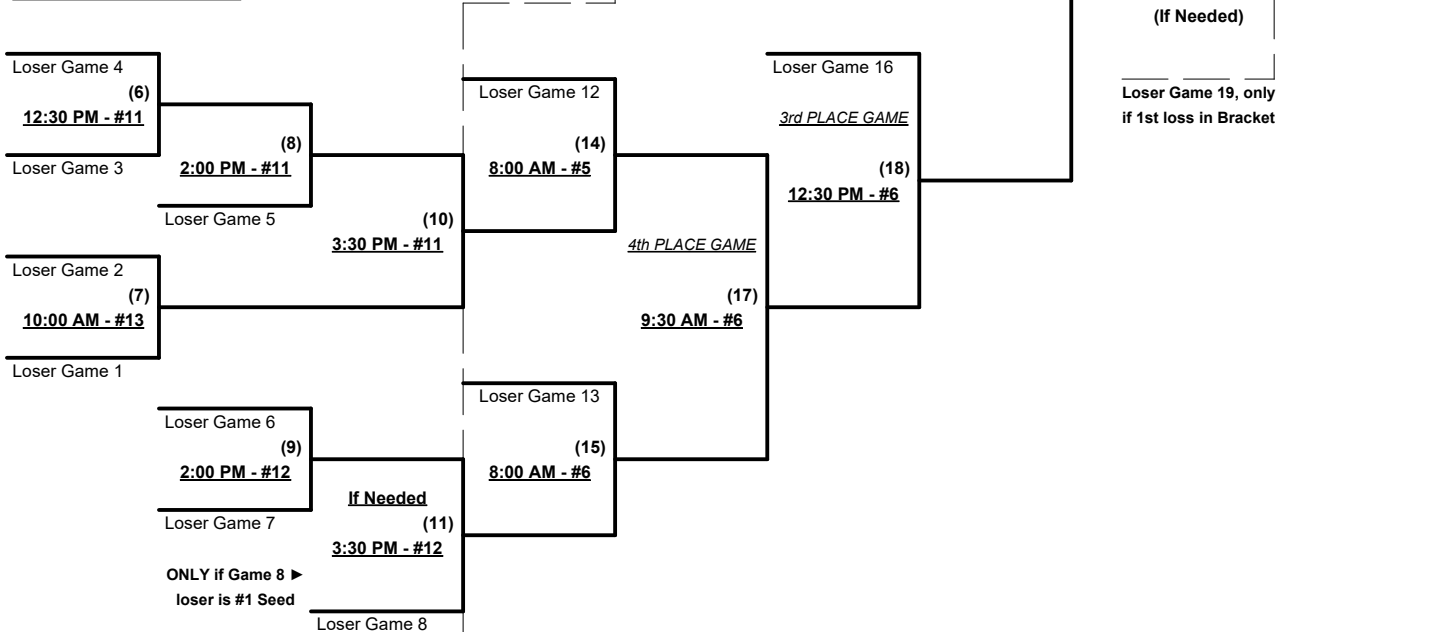 (If Needed)
Loser Game 4
Loser Game 16
(6)
Loser Game 12
Loser Game 19, only
12:30 PM - #11
3rd PLACE GAME
if 1st loss in Bracket
(8)
(14)
Loser Game 3
2:00 PM - #11
8:00 AM - #5
(18)
12:30 PM - #6
Loser Game 5
(10)
3:30 PM - #11
4th PLACE GAME
Loser Game 2
(7)
(17)
10:00 AM - #13
9:30 AM - #6
Loser Game 1
Loser Game 13
Loser Game 6
(9)
(15)
2:00 PM - #12
8:00 AM - #6
If Needed
Loser Game 7
(11)
3:30 PM - #12
ONLY if Game 8 ►
loser is #1 Seed
Loser Game 8